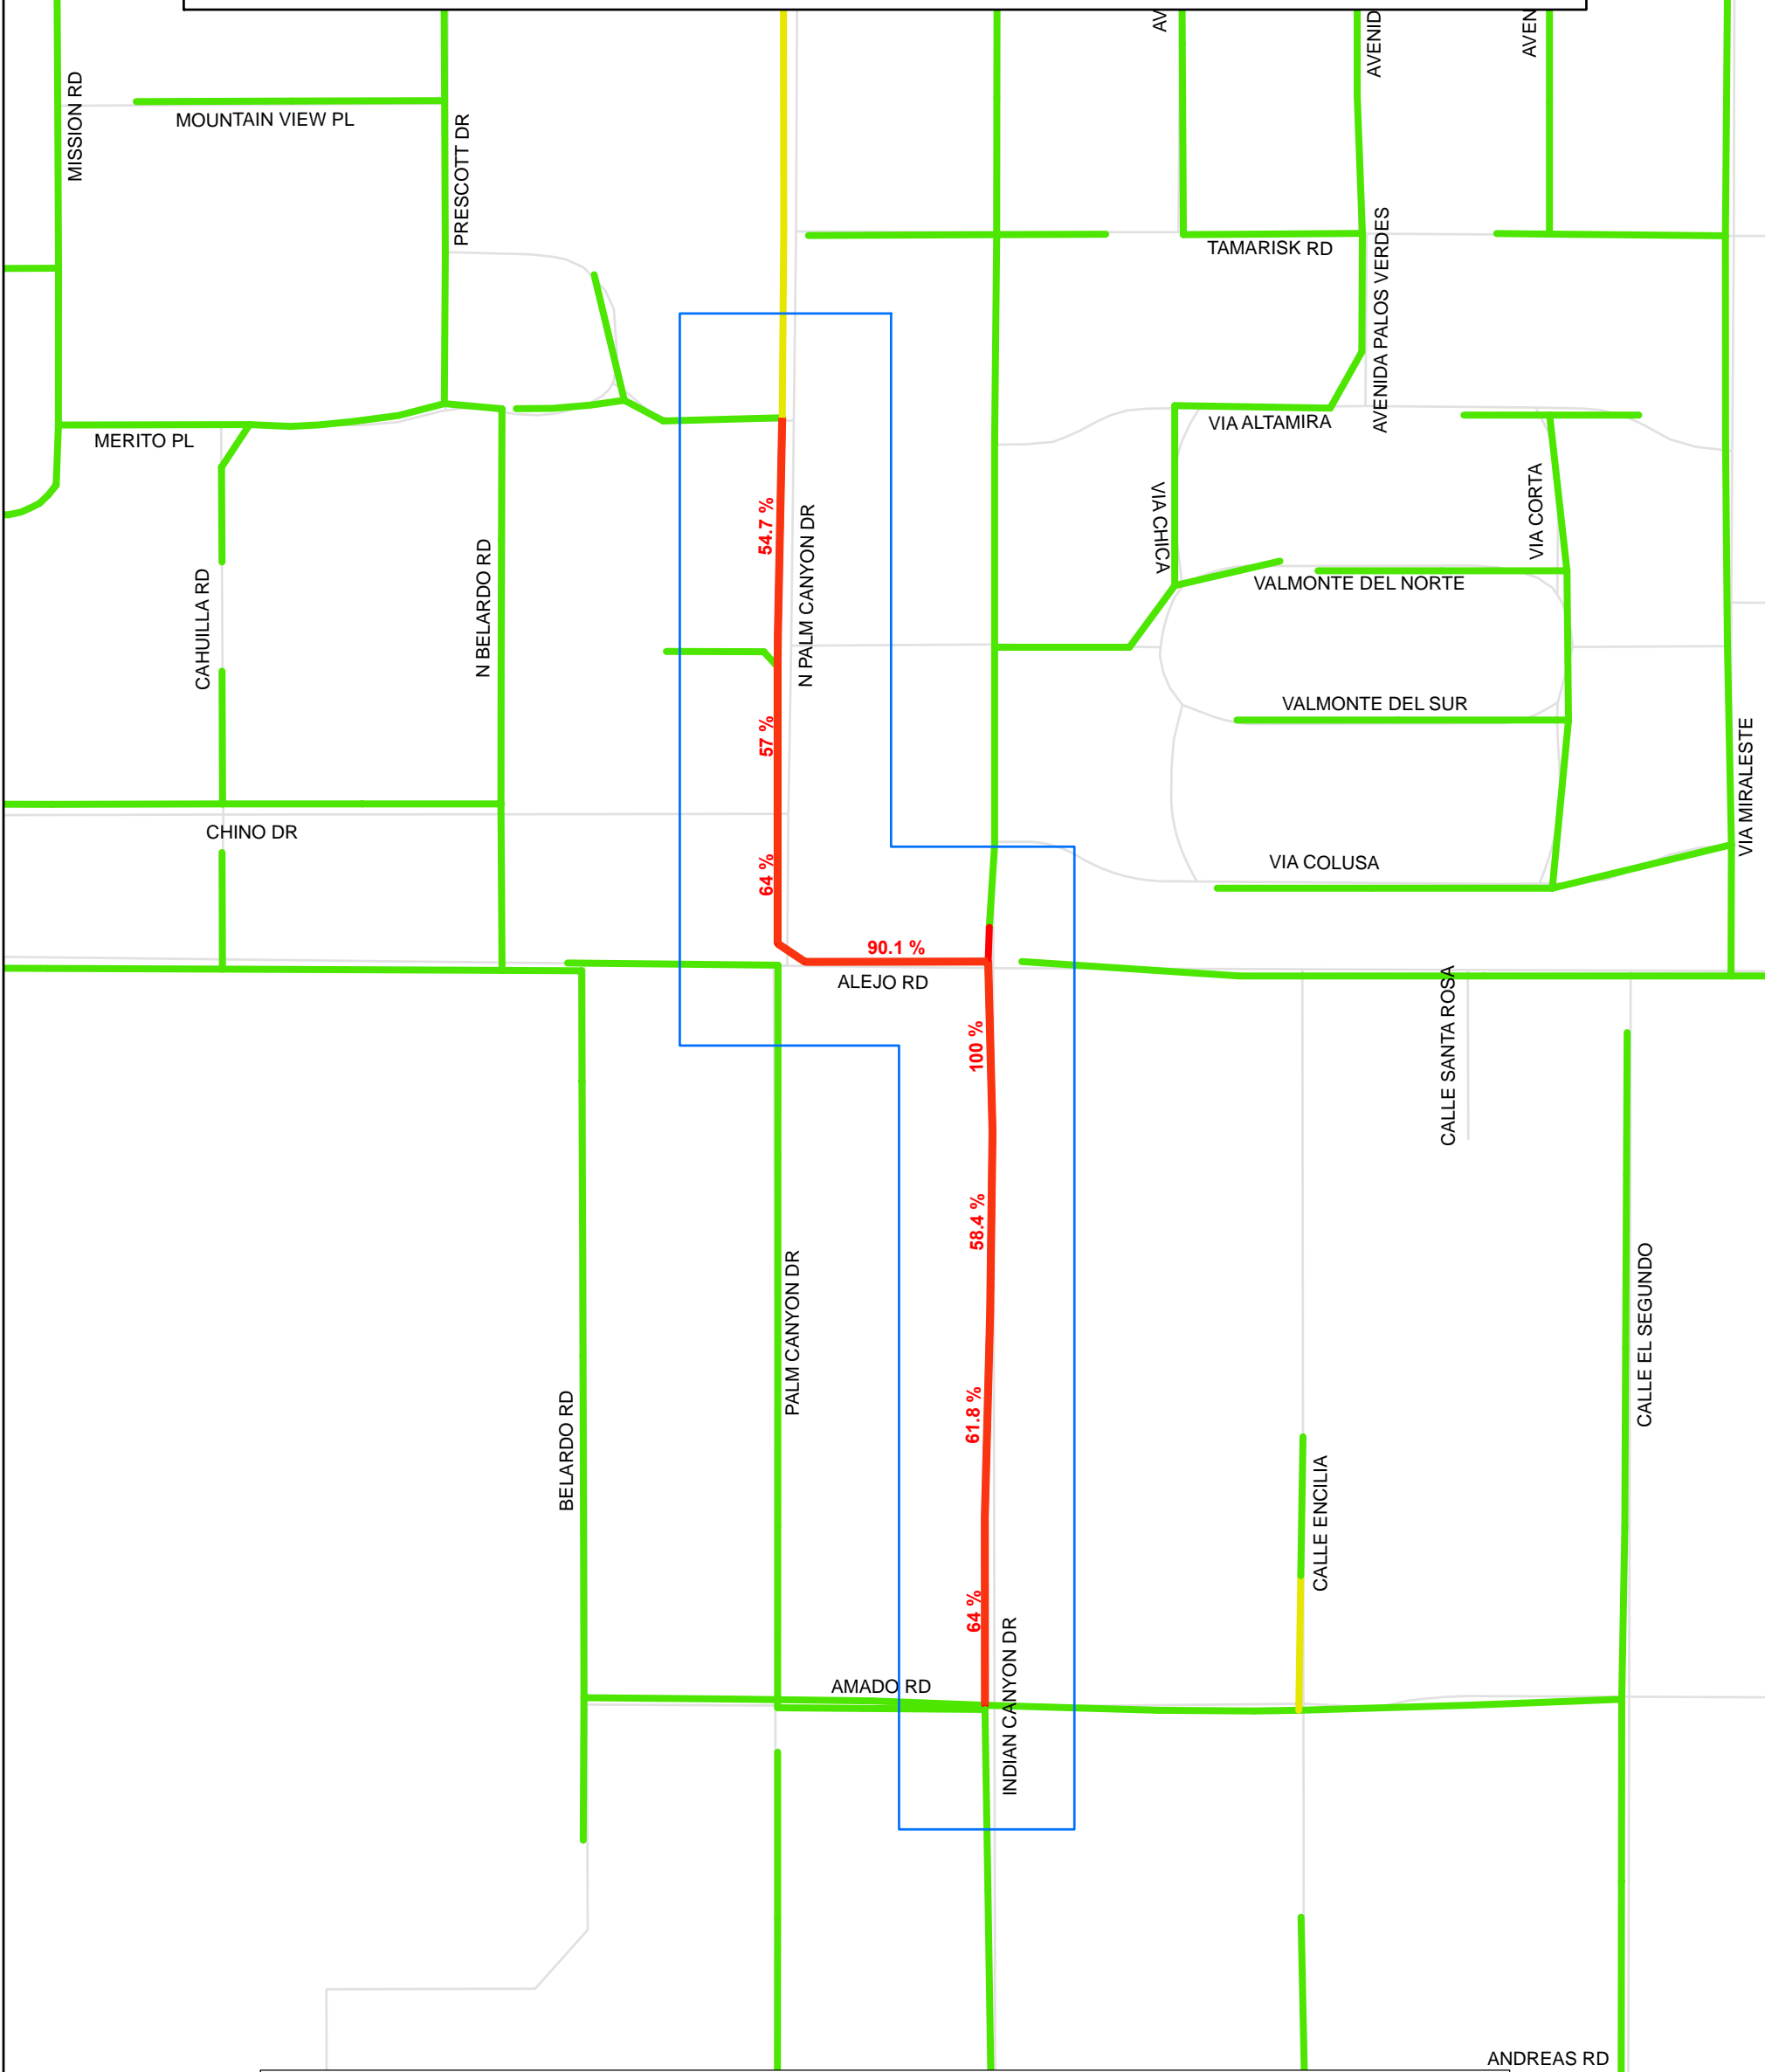 AV
AVENID
AVEN
MISSION RD
MOUNTAIN VIEW PL
PRESCOTT DR
TAMARISK RD
AVENIDA PALOS VERDES
MERITO PL
VIA ALTAMIRA
54.7 %
N PALM CANYON DR
VIA CHICA
VIA CORTA
CAHUILLA RD
N BELARDO RD
VALMONTE DEL NORTE
57 %
VALMONTE DEL SUR
VIA MIRALESTE
CHINO DR
64 %
VIA COLUSA
90.1 %
ALEJO RD
100 %
CALLE SANTA ROSA
58.4 %
PALM CANYON DR
CALLE EL SEGUNDO
61.8 %
BELARDO RD
CALLE ENCILIA
64 %
AMADO RD
INDIAN CANYON DR
ANDREAS RD